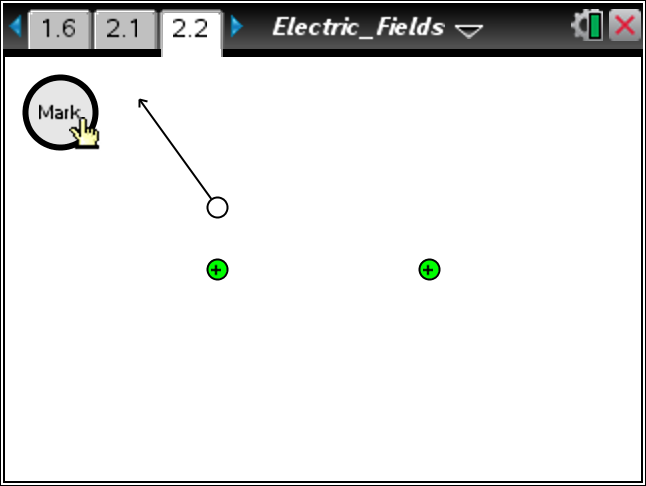 1.6 2.1 2.2 Electric_Fields
Mark
+ +